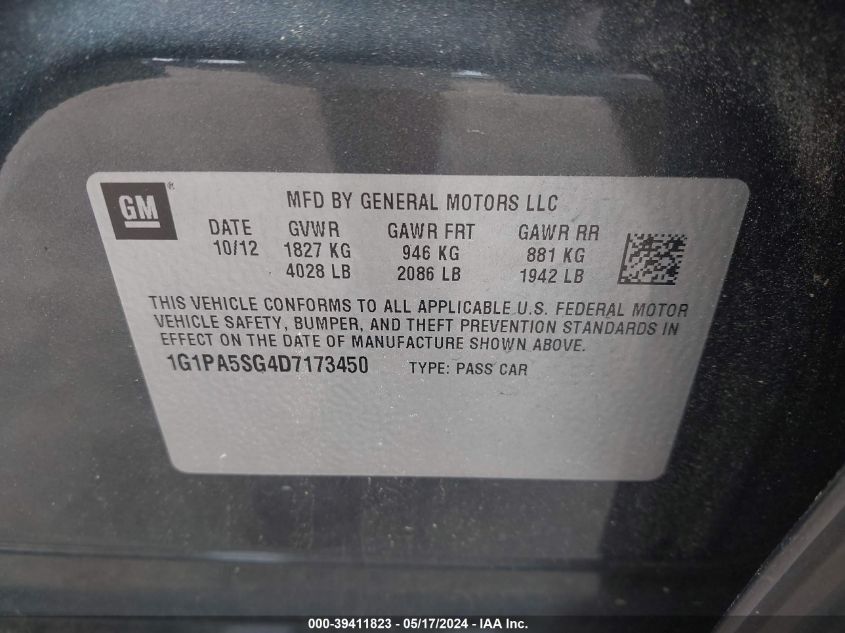 GM®
MFD BY GENERAL MOTORS LLC
DATE GVWR GAWR FRT GAWR RR
10/12 1827 KG 946 KG 881 KG
4028 LB 2086 LB 1942 LB
THIS VEHICLE CONFORMS TO ALL APPLICABLE U.S. FEDERAL MOTOR
VEHICLE SAFETY, BUMPER, AND THEFT PREVENTION STANDARDS IN
EFFECT ON THE DATE OF MANUFACTURE SHOWN ABOVE.
1G1PA5SG4D7173450 TYPE: PASS CAR
000-39411823 - 05/17/2024 - IAA Inc.